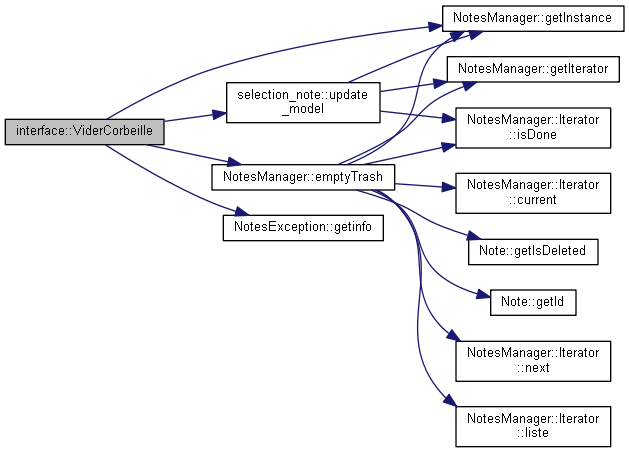 interface::ViderCorbeille
selection_note::update
_model
NotesManager::emptyTrash
NotesException::getinfo
NotesManager::getInstance
NotesManager::getIterator
NotesManager::Iterator
::isDone
NotesManager::Iterator
::current
Note::getIsDeleted
Note::getId
NotesManager::Iterator
::next
NotesManager::Iterator
::liste